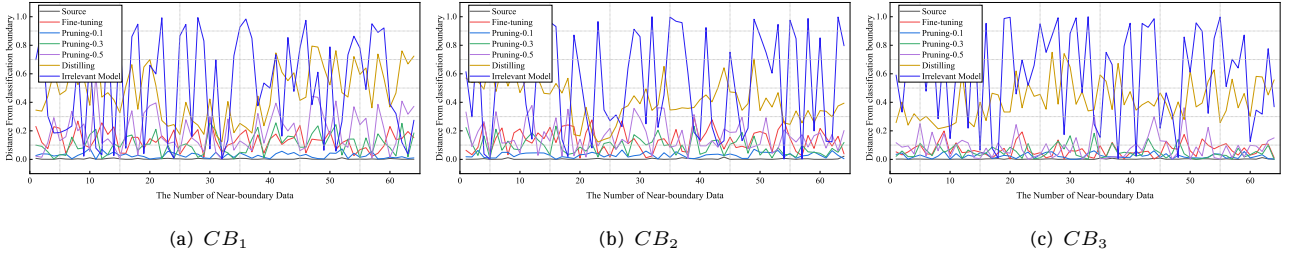 Distance From classification boundary
1.0
0.8
0.6
0.4
0.2
0.0
Source
Fine-tuning
Pruning-0.1
Pruning-0.3
Pruning-0.5
Distilling
Irrelevant Model
0 10 20 30 40 50 60
The Number of Near-boundary Data
(a) CB1
Distance From classification boundary
1.0
0.8
0.6
0.4
0.2
0.0
Source
Fine-tuning
Pruning-0.1
Pruning-0.3
Pruning-0.5
Distilling
Irrelevant Model
0 10 20 30 40 50 60
The Number of Near-boundary Data
(b) CB2
Distance From classification boundary
1.0
0.8
0.6
0.4
0.2
0.0
Source
Fine-tuning
Pruning-0.1
Pruning-0.3
Pruning-0.5
Distilling
Irrelevant Model
0 10 20 30 40 50 60
The Number of Near-boundary Data
(c) CB3